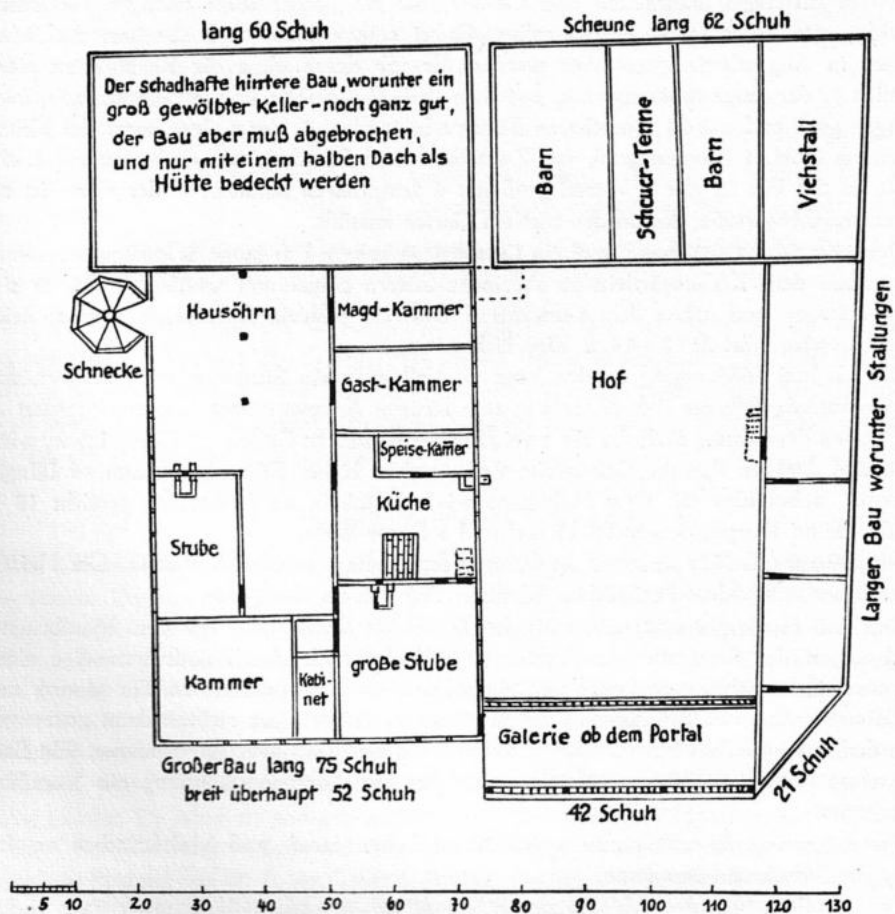 lang 60 Schuh
Scheune lang 62 Schuh
Der schadhafte hintere Bau, worunter ein
groß gewölbter Keller - noch ganz gut,
der Bau aber muß abgebrochen,
und nur mit einem halben Dach als
Hütte bedeckt werden
Barn
Scheuer-Tenne
Barn
Viehstall
Hausöhrn
Magd-Kammer
Schnecke
Gast-Kammer
Hof
Langer Bau worunter Stallungen
Speise-Kam̄er
Küche
Stube
Kammer
Kabi-
net
große Stube
Galerie ob dem Portal
Großer Bau lang 75 Schuh
breit überhaupt 52 Schuh
42 Schuh
21 Schuh
5 10 20 30 40 50 60 70 80 90 100 110 120 130